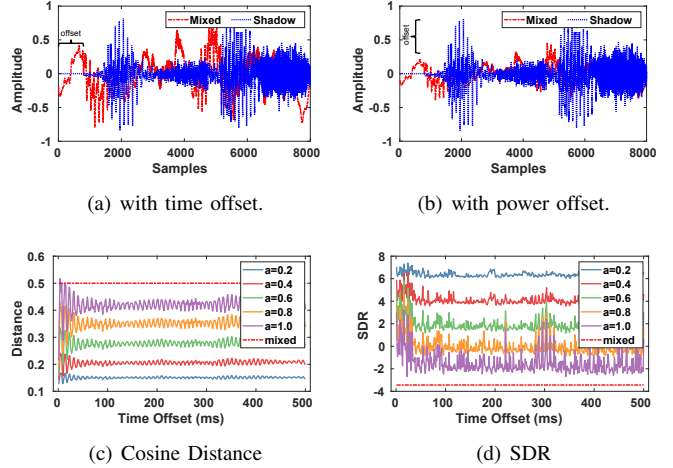 1
0.5
0
-0.5
-1
Amplitude
offset
Mixed Shadow
0 2000 4000 6000 8000
Samples
(a) with time offset.
1
0.5
0
-0.5
-1
Amplitude
offset
Mixed Shadow
0 2000 4000 6000 8000
Samples
(b) with power offset.
0.6
0.5
0.4
0.3
0.2
0.1
Distance
a=0.2
a=0.4
a=0.6
a=0.8
a=1.0
mixed
0 100 200 300 400 500
Time Offset (ms)
(c) Cosine Distance
8
6
4
2
0
-2
-4
SDR
a=0.2
a=0.4
a=0.6
a=0.8
a=1.0
mixed
0 100 200 300 400 500
Time Offset (ms)
(d) SDR